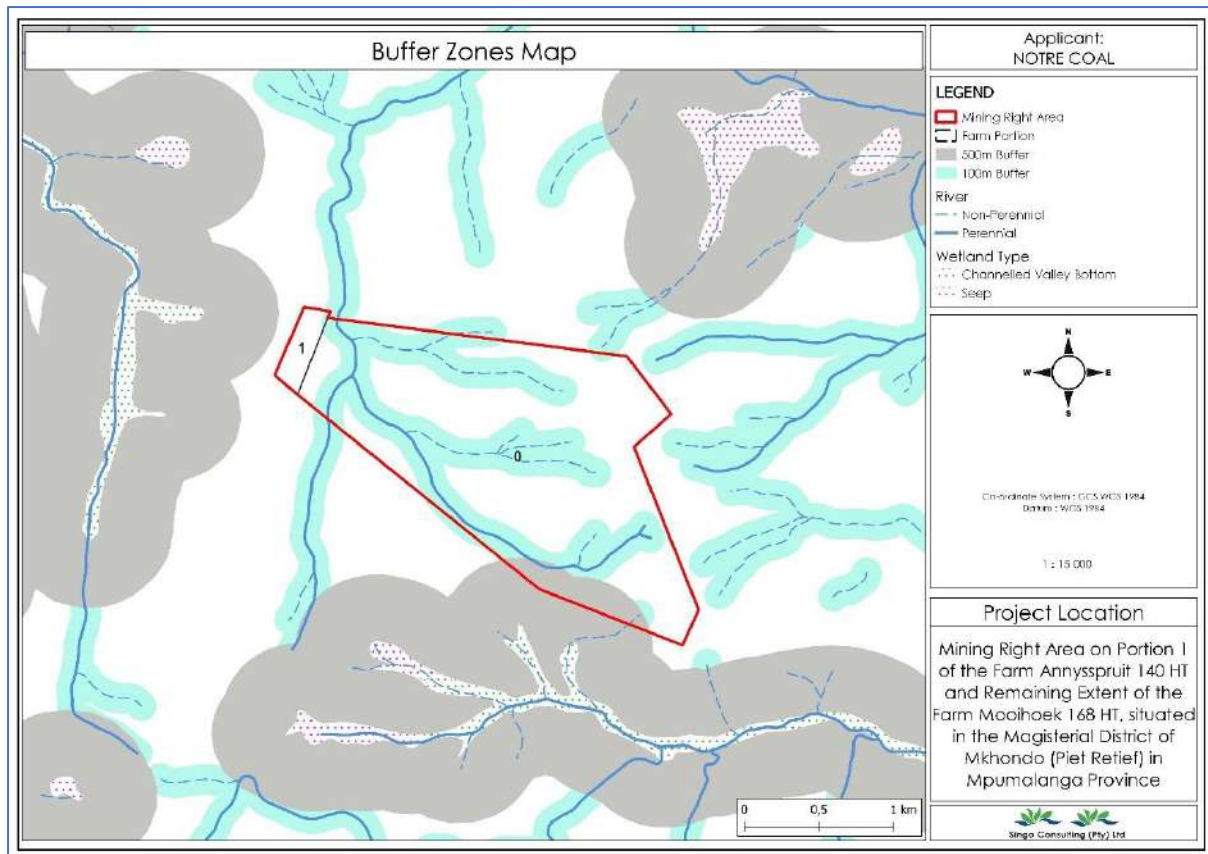 Buffer Zones Map
Applicant:
NOTRE COAL
LEGEND
Mining Right Area
Farm Portion
500m Buffer
100m Buffer
River
Non-Perennial
Perennial
Wetland Type
Channelled Valley Bottom
Seep
1
0
N
W
E
S
Co-ordinate System : GCS WGS 1984
Datum : WGS 1984
1 : 15 000
Project Location
Mining Right Area on Portion 1
of the Farm Annysspruit 140 HT
and Remaining Extent of the
Farm Mooihoek 168 HT, situated
in the Magisterial District of
Mkhondo (Piet Retief) in
Mpumalanga Province
0 0,5 1 km
Singo Consulting (Pty) Ltd